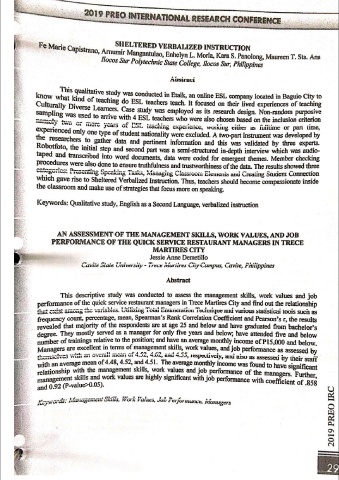 2019 PREO INTERNATIONAL RESEARCH CONFERENCE
SHELTERED VERBALIZED INSTRUCTION
Fe Marie Capistrano, Amursir Mangaudato, Enhelyn L. Morla, Kara S. Panolong, Maureen T. Sta. Ana
Ilocos Sur Polytechnic State College, Ilocos Sur, Philippines
Abstract
This qualitative study was conducted in Etalk, an online ESL company located in Baguio City to
know what kind of teaching do ESL teachers teach. It focused on their lived experiences of teaching
Culturally Diverse Learners. Case study was employed as its research design. Non-random purposive
sampling was used to arrive with 4 ESL teachers who were also chosen based on the inclusion criterion
namely two or more years of ESL teaching experience, working either as fulltime or part time,
experienced only one type of student nationality were excluded. A two-part instrument was developed by
the researchers to gather data and pertinent information and this was validated by three experts.
Robotfoto, the initial step and second part was a semi-structured in-depth interview which was audio-
taped and transcribed into word documents, data were coded for emergent themes. Member checking
procedures were also done to ensure truthfulness and trustworthiness of the data. The results showed three
categories: Presenting Speaking Tasks, Managing Classroom Elements and Creating Student Connection
which gave rise to Sheltered Verbalized Instruction. Thus, teachers should become compassionate inside
the classroom and make use of strategies that focus more on speaking.
Keywords: Qualitative study, English as a Second Language, verbalized instruction
AN ASSESSMENT OF THE MANAGEMENT SKILLS, WORK VALUES, AND JOB
PERFORMANCE OF THE QUICK SERVICE RESTAURANT MANAGERS IN TRECE
MARTIRES CITY
Jessie Anne Demetillo
Cavite State University - Trece Martires City Campus, Cavite, Philippines
Abstract
This descriptive study was conducted to assess the management skills, work values and job
performance of the quick service restaurant managers in Trece Martires City and find out the relationship
that exist among the variables. Utilizing Total Enumeration Technique and various statistical tools such as
frequency count, percentage, mean, Spearman's Rank Correlation Coefficient and Pearson's r, the results
revealed that majority of the respondents are at age 25 and below and have graduated from bachelor's
degree. They mostly served as a manager for only five years and below; have attended five and below
number of trainings relative to the position; and have an average monthly income of P15,000 and below.
Managers are excellent in terms of management skills, work values, and job performance as assessed by
themselves with an overall mean of 4.52, 4.62, and 4.55, respectively, and also as assessed by their staff
with an average mean of 4.48, 4.52, and 4.51. The average monthly income was found to have significant
relationship with the management skills, work values and job performance of the managers. Further,
management skills and work values are highly significant with job performance with coefficient of .858
and 0.92 (P-value>0.05).
Keywords: Management Skills, Work Values, Job Performance, Managers
2019 PREO IRC
29